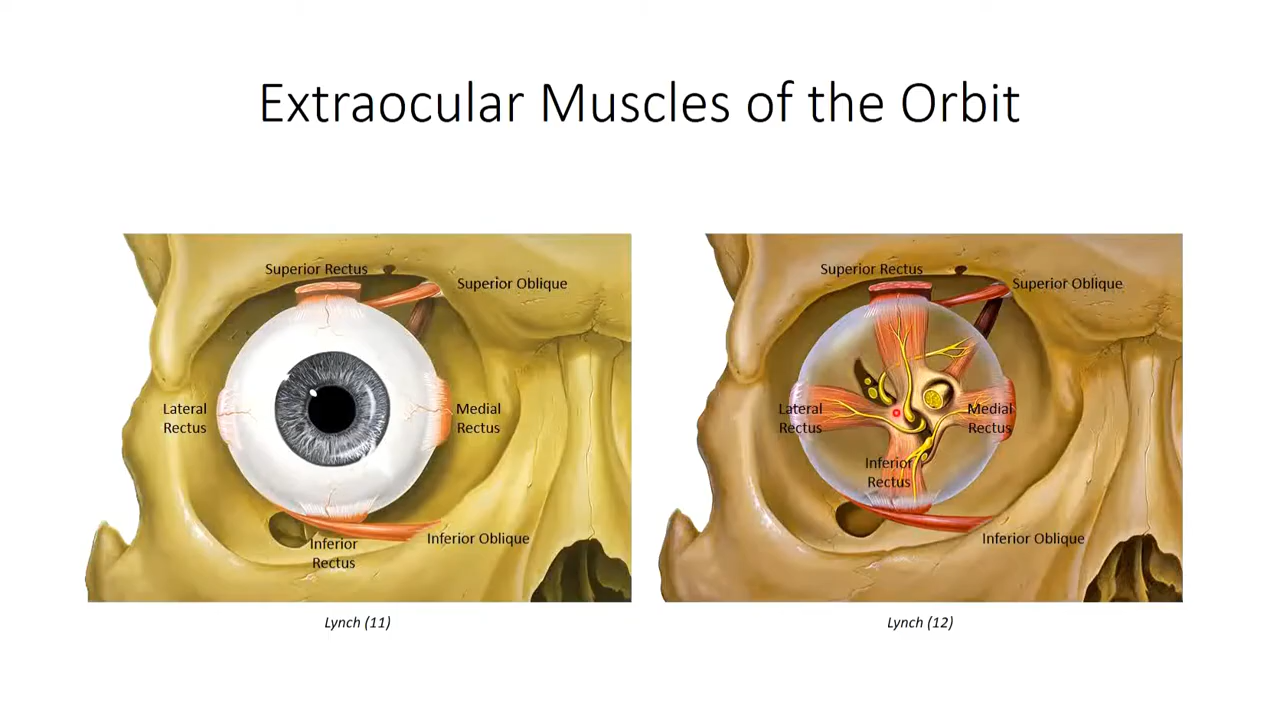 Extraocular Muscles of the Orbit
Superior Rectus
Superior Oblique
Lateral
Rectus
Medial
Rectus
Inferior
Rectus
Inferior Oblique
Lynch (11)
Superior Rectus
Superior Oblique
Lateral
Rectus
Medial
Rectus
Inferior
Rectus
Inferior Oblique
Lynch (12)